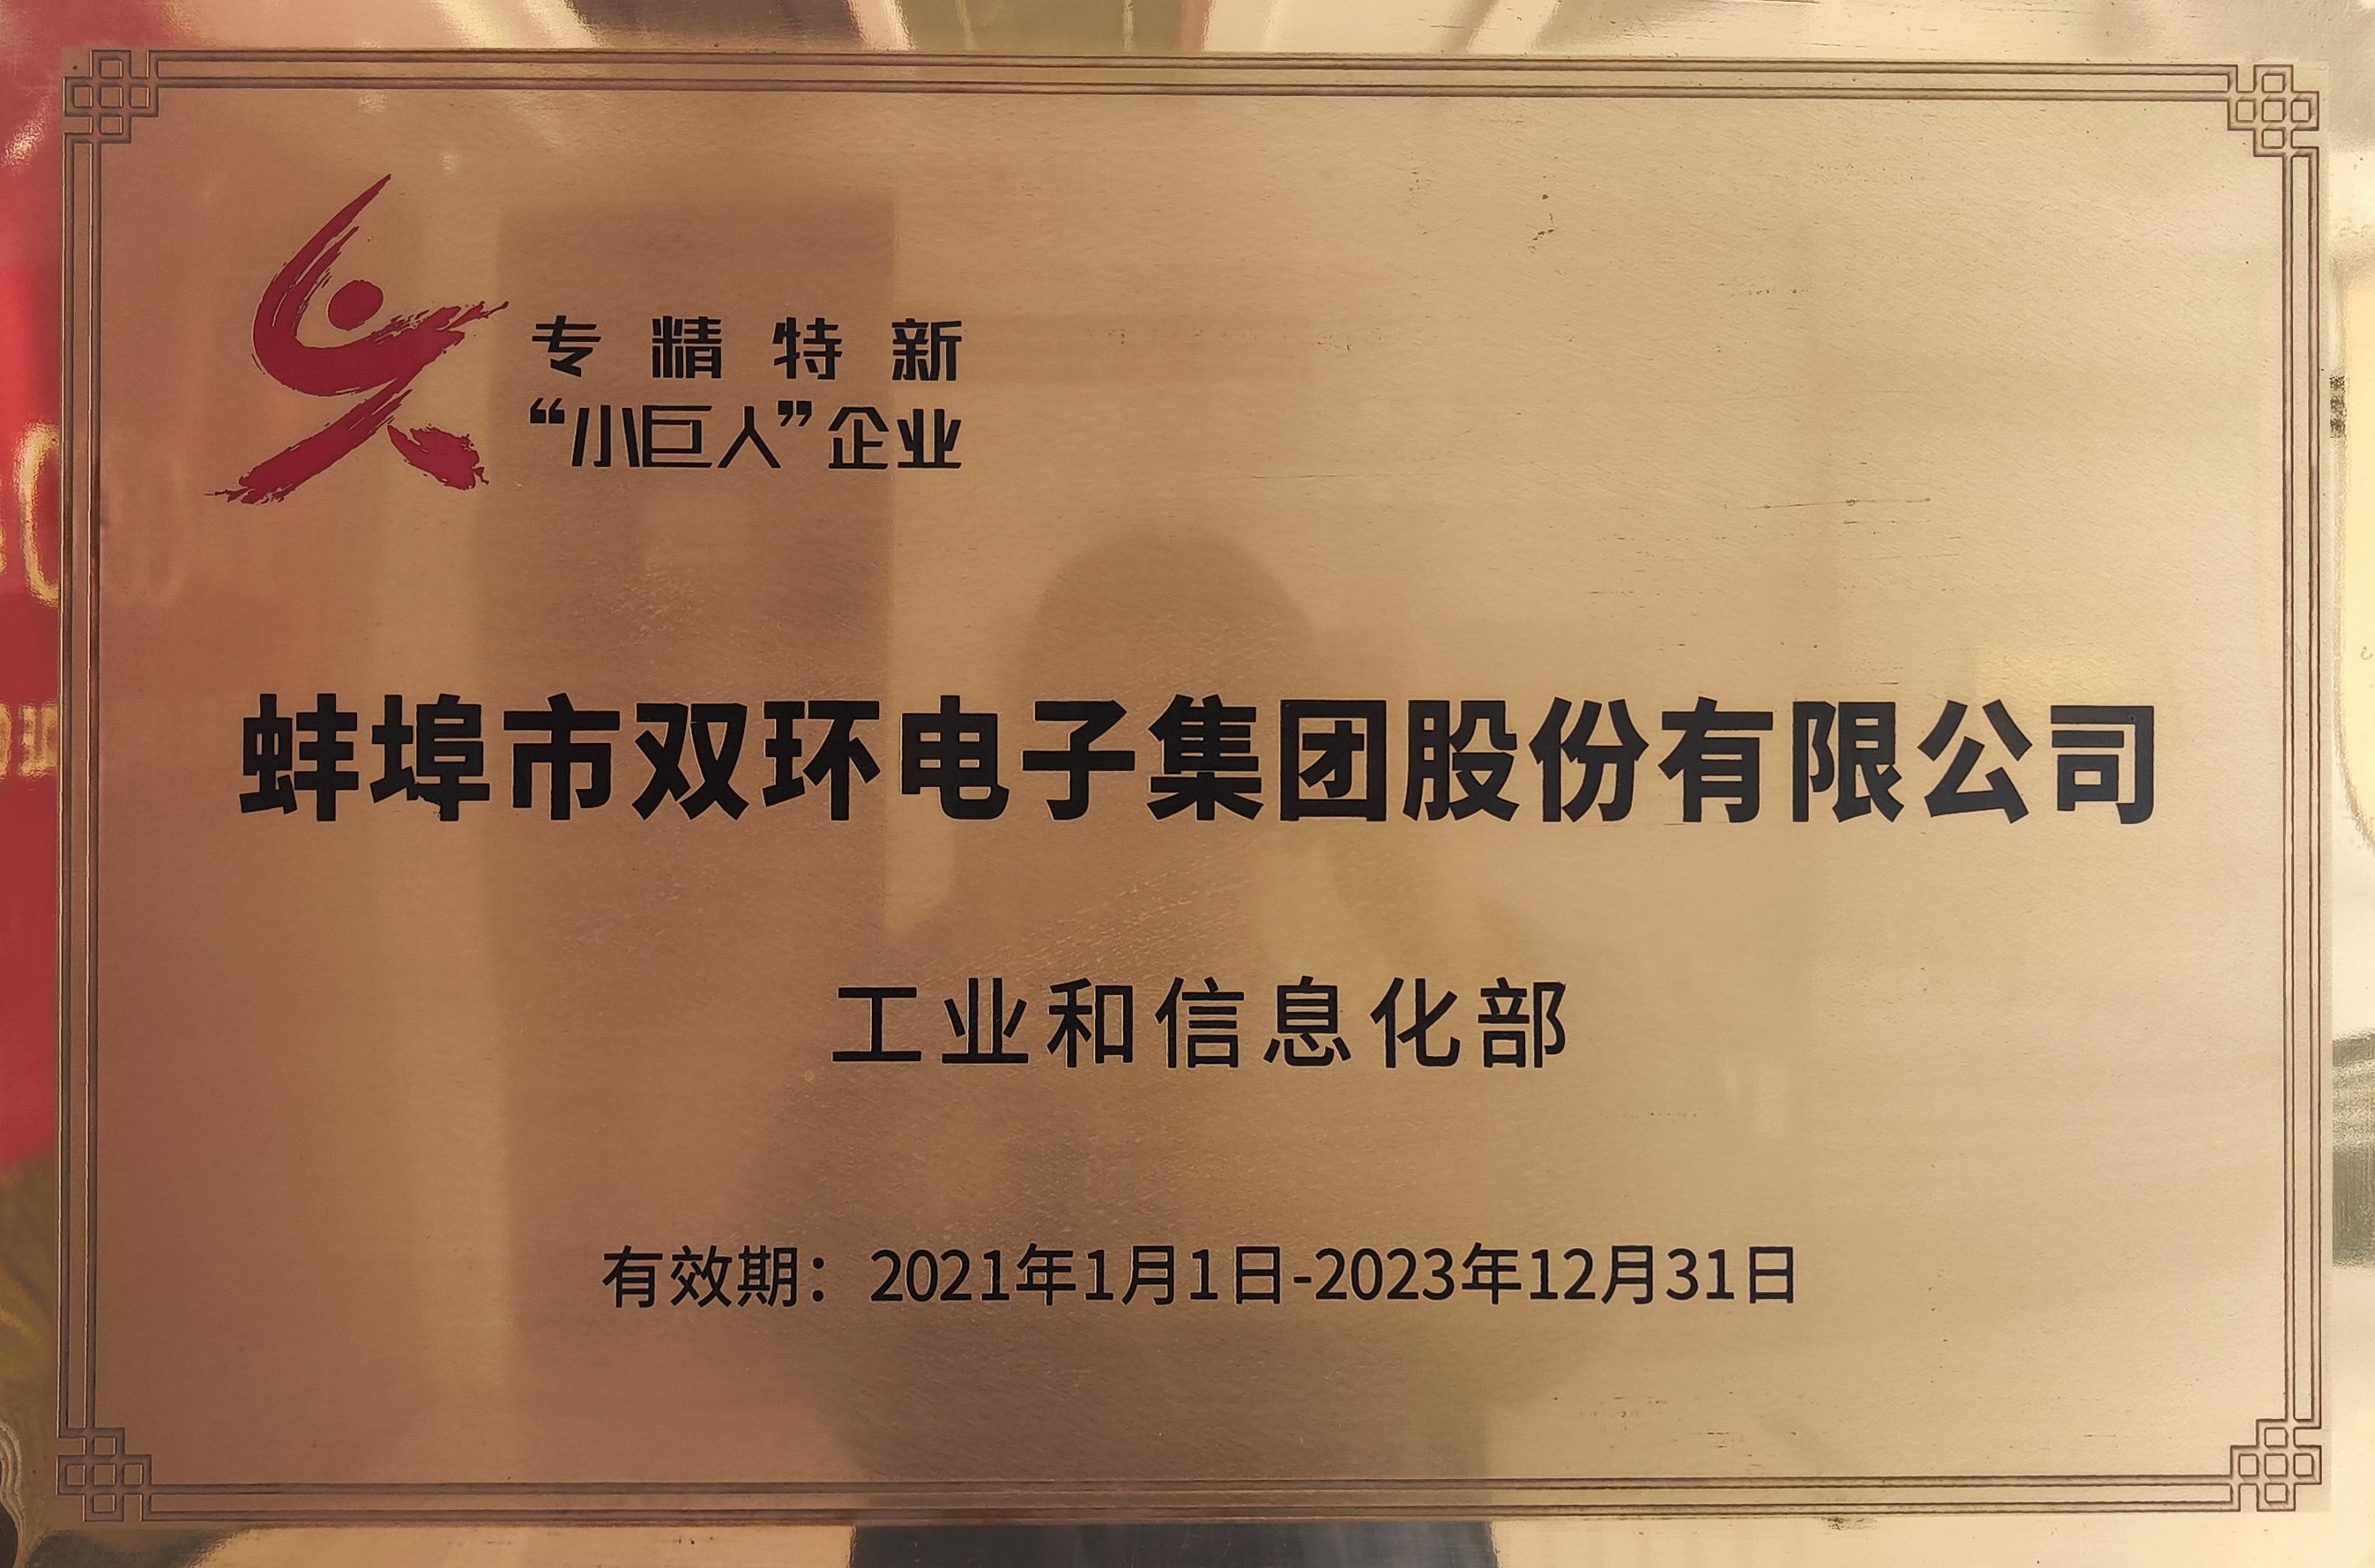 专精特新
“小巨人”企业
蚌埠市双环电子集团股份有限公司
工业和信息化部
有效期：2021年1月1日-2023年12月31日